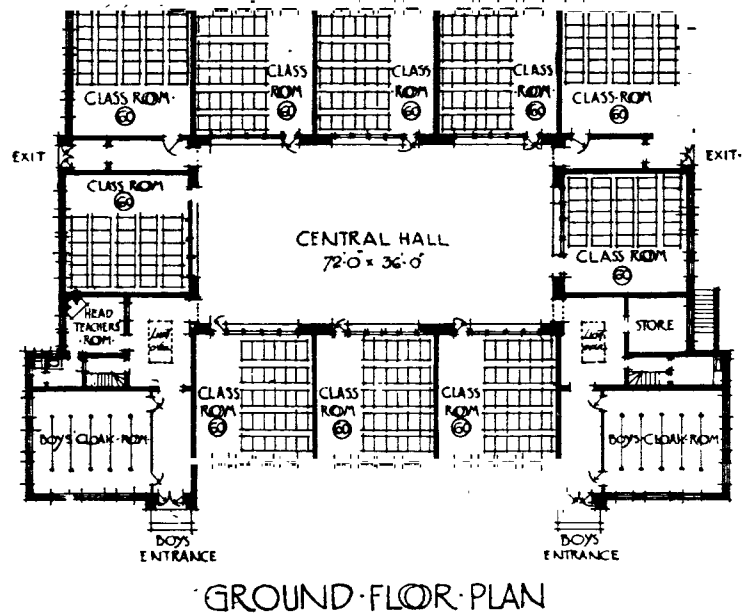 CLASS ROOM
60
CLASS ROOM
60
CLASS ROOM
60
CLASS ROOM
60
CLASS ROOM
60
EXIT
EXIT
CLASS ROOM
60
CENTRAL HALL
72'-0" x 36'-0"
CLASS ROOM
60
HEAD
TEACHERS
ROOM
STORE
CLASS
ROOM
60
CLASS
ROOM
60
CLASS
ROOM
60
BOYS CLOAK ROOM
BOYS CLOAK ROOM
BOYS
ENTRANCE
BOYS
ENTRANCE
GROUND·FLOOR·PLAN